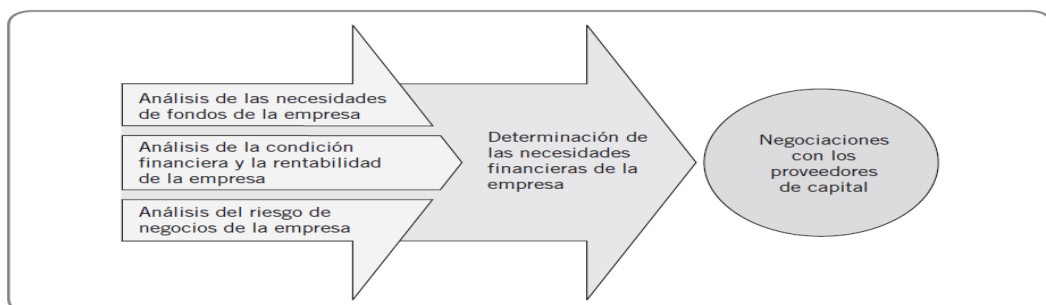 Análisis de las necesidades
de fondos de la empresa
Análisis de la condición
financiera y la rentabilidad
de la empresa
Análisis del riesgo de
negocios de la empresa
Determinación de
las necesidades
financieras de la
empresa
Negociaciones
con los
proveedores
de capital